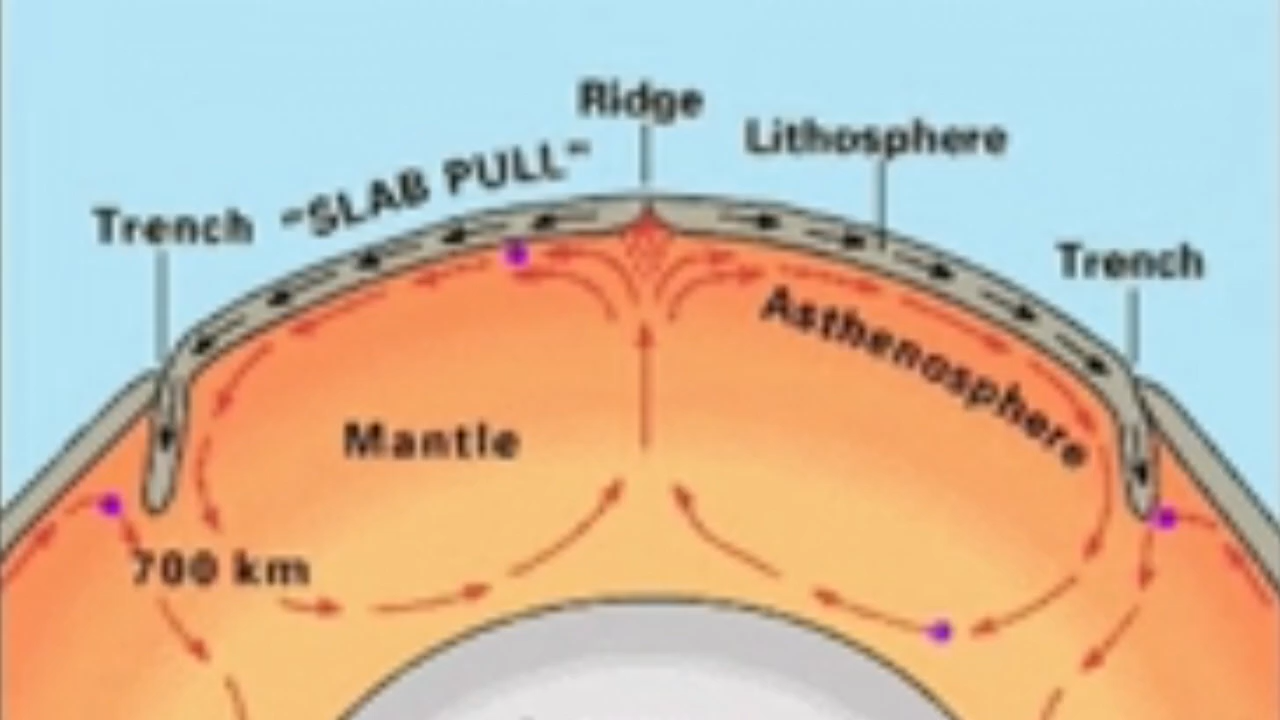 Ridge
Lithosphere
"SLAB PULL"
Trench
Trench
Asthenosphere
Mantle
700 km